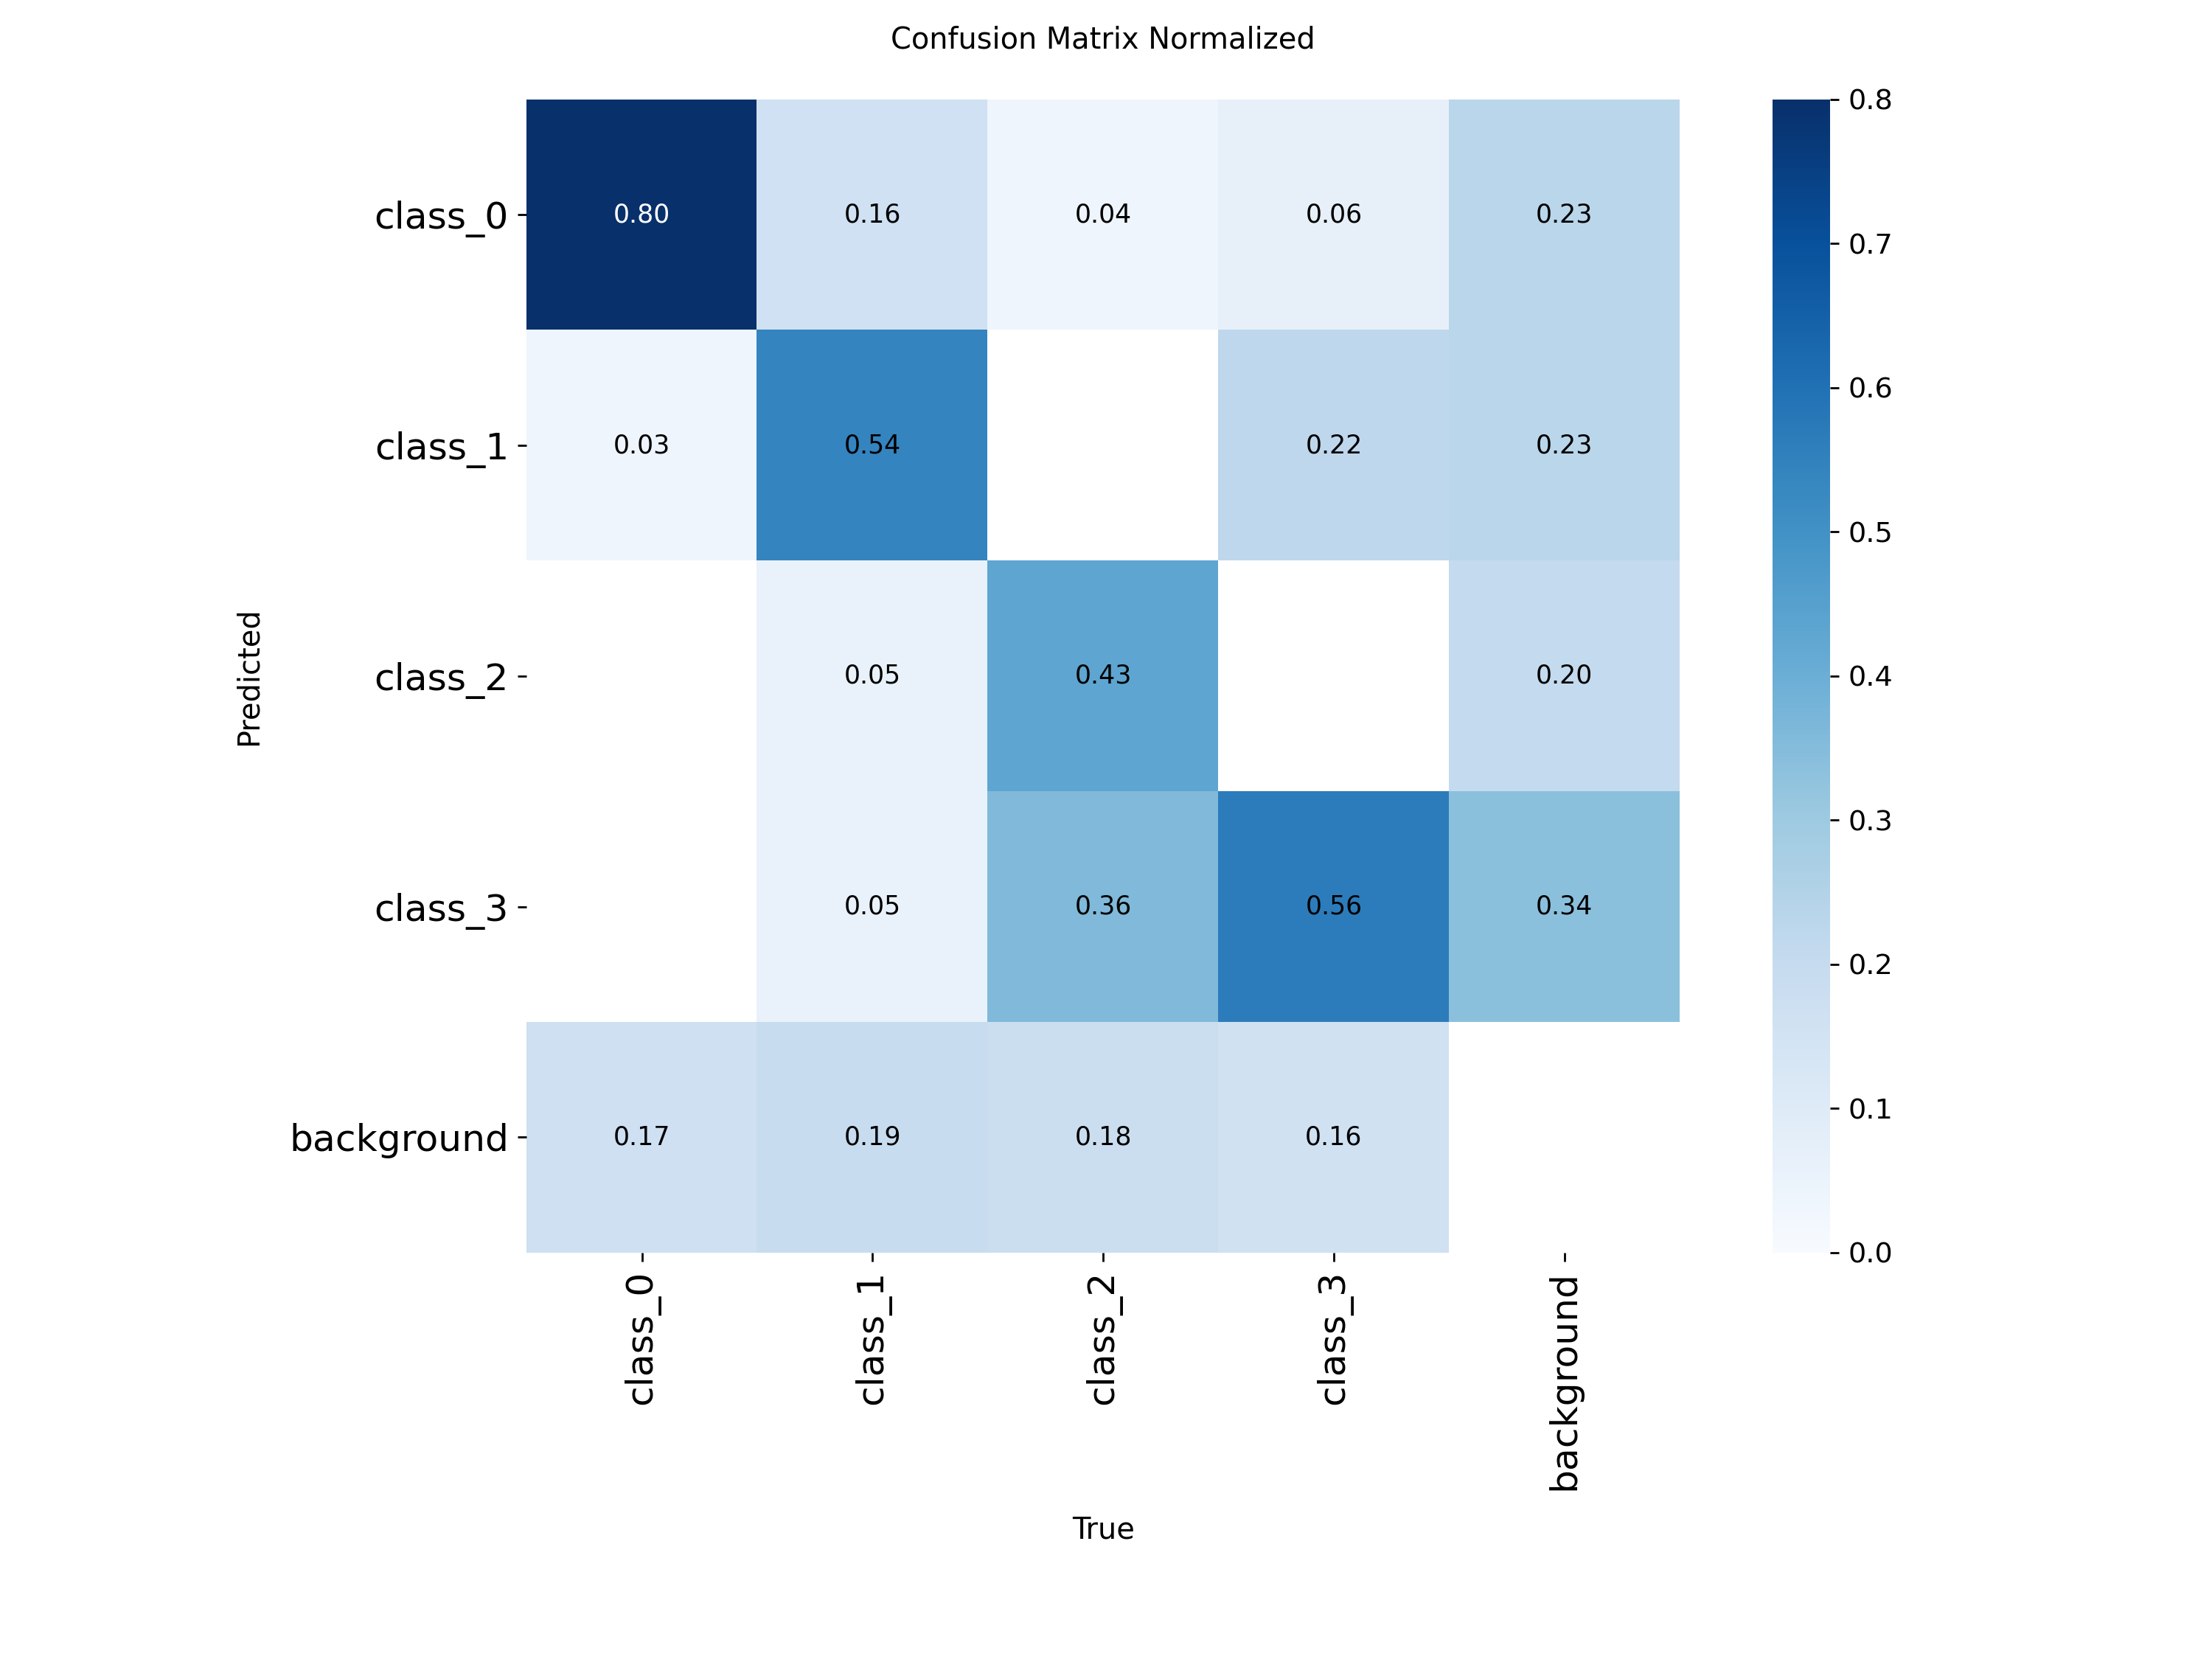 Confusion Matrix Normalized
class_0 0.80 0.16 0.04 0.06 0.23
class_1 0.03 0.54 0.22 0.23
class_2 0.05 0.43 0.20
class_3 0.05 0.36 0.56 0.34
background 0.17 0.19 0.18 0.16
Predicted
class_0 class_1 class_2 class_3 background
True
0.8
0.7
0.6
0.5
0.4
0.3
0.2
0.1
0.0